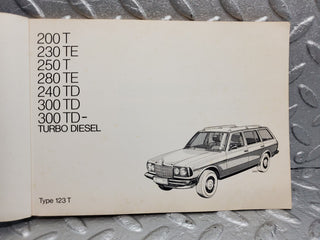 200 T
230 TE
250 T
280 TE
240 TD
300 TD
300 TD-
TURBO DIESEL
Type 123 T